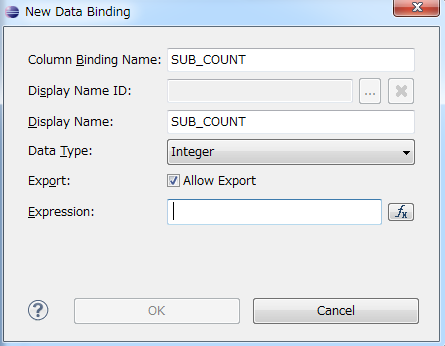 New Data Binding
Column Binding Name: SUB_COUNT
Display Name ID: ...
Display Name: SUB_COUNT
Data Type: Integer
Export: Allow Export
Expression: fx
? OK Cancel